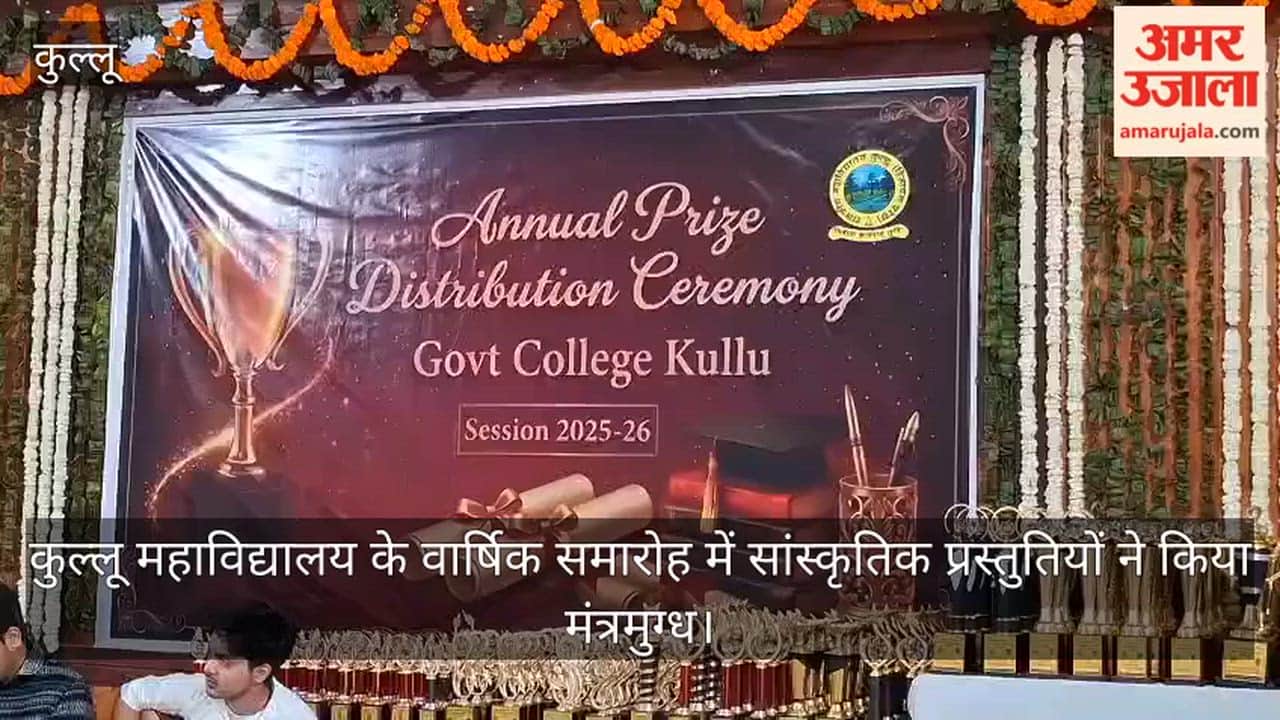 कुल्लू
अमर
उजाला
amarujala.com
Annual Prize
Distribution Ceremony
Govt College Kullu
Session 2025-26
कुल्लू महाविद्यालय के वार्षिक समारोह में सांस्कृतिक प्रस्तुतियों ने किया
मंत्रमुग्ध।